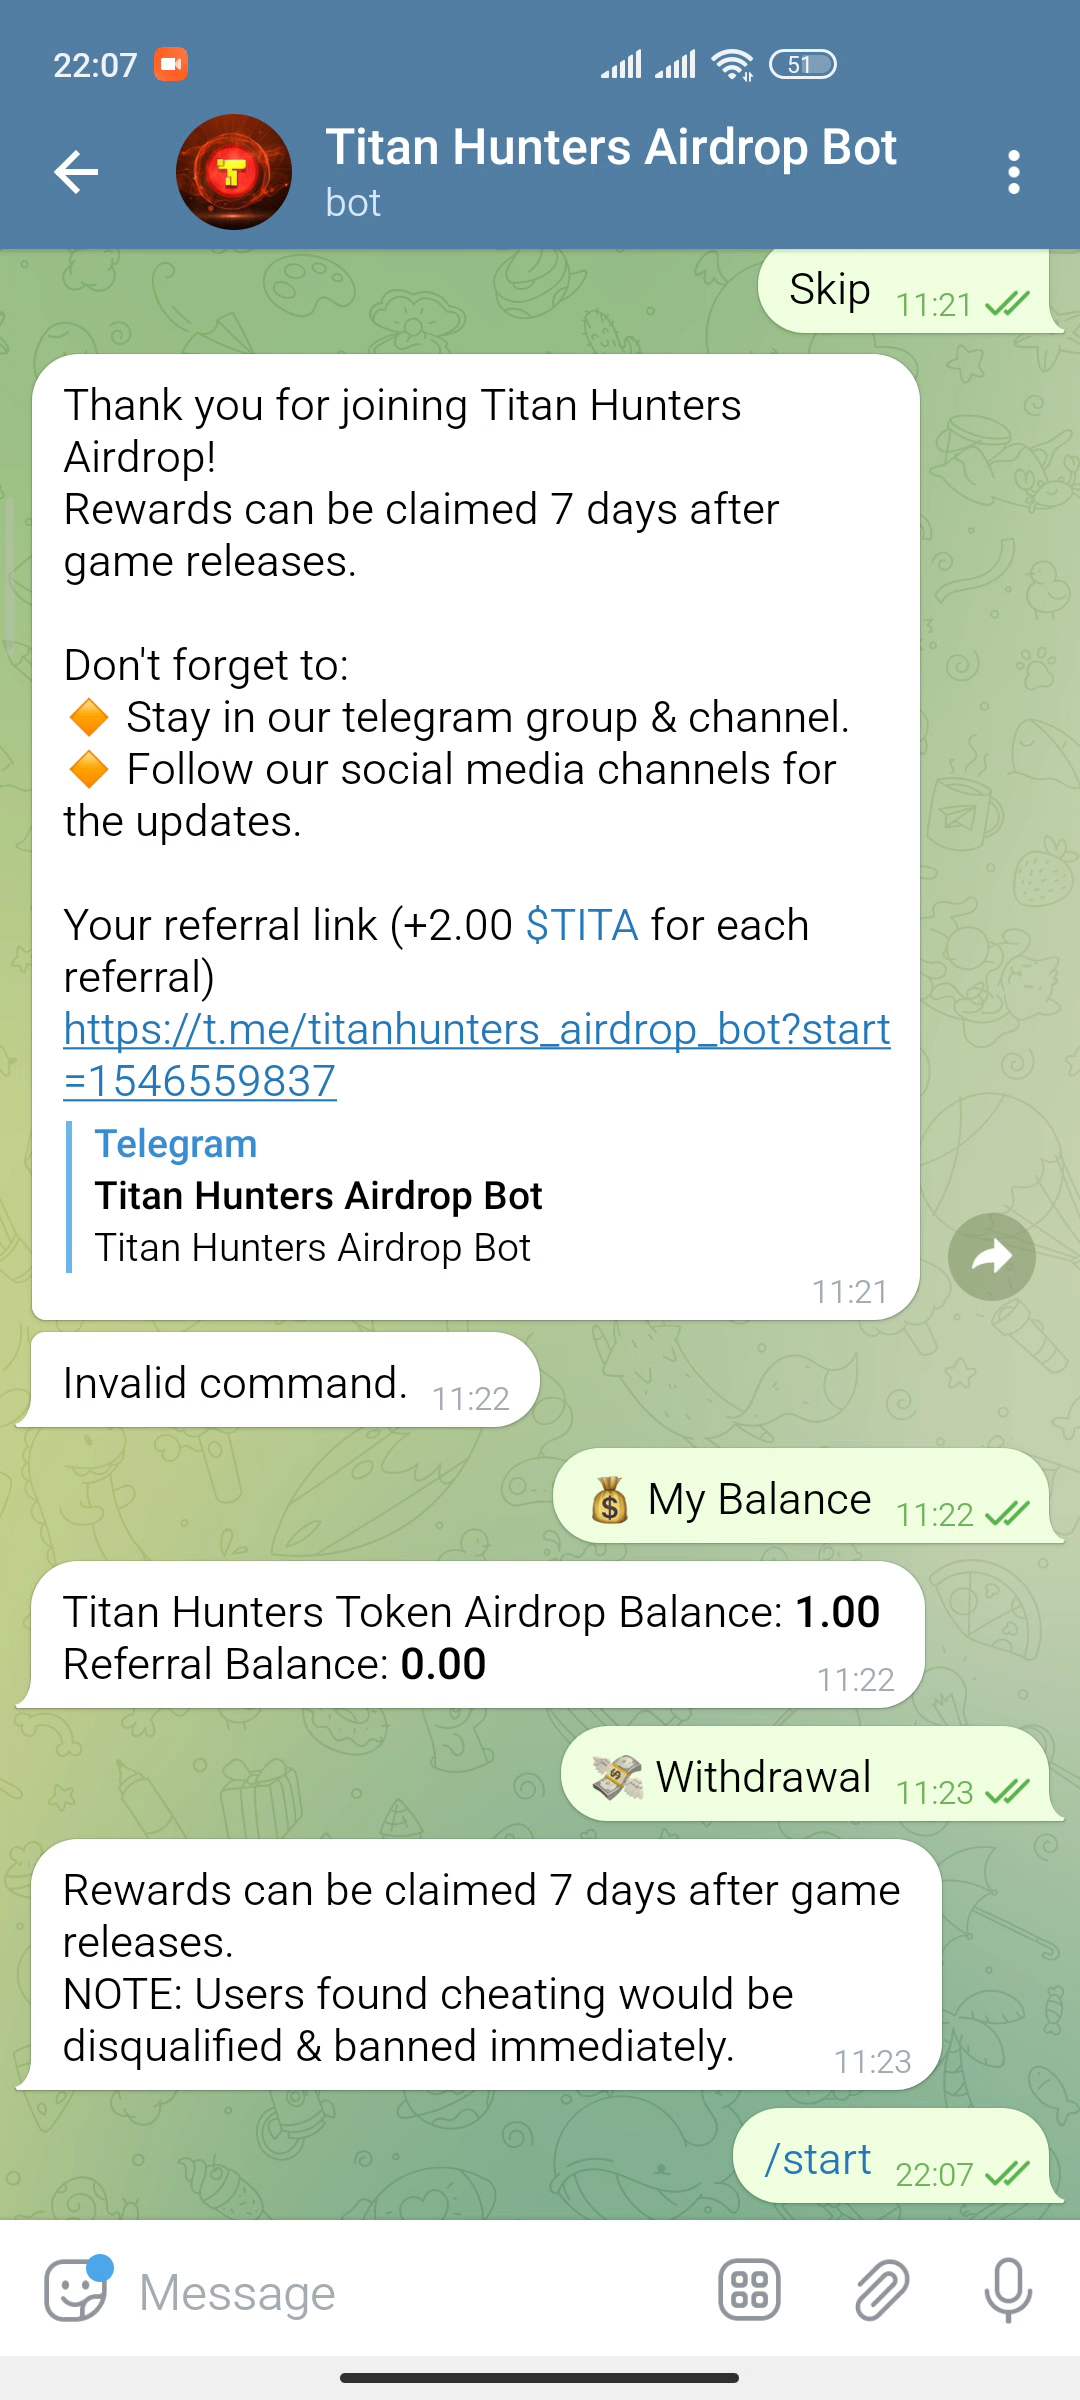 22:07
51
Titan Hunters Airdrop Bot
bot
Skip 11:21
Thank you for joining Titan Hunters
Airdrop!
Rewards can be claimed 7 days after
game releases.
Don't forget to:
🔶 Stay in our telegram group & channel.
🔶 Follow our social media channels for
the updates.
Your referral link (+2.00 $TITA for each
referral)
https://t.me/titanhunters_airdrop_bot?start
=1546559837
Telegram
Titan Hunters Airdrop Bot
Titan Hunters Airdrop Bot
11:21
Invalid command. 11:22
💰 My Balance 11:22
Titan Hunters Token Airdrop Balance: 1.00
Referral Balance: 0.00
11:22
💸 Withdrawal 11:23
Rewards can be claimed 7 days after game
releases.
NOTE: Users found cheating would be
disqualified & banned immediately.
11:23
/start 22:07
Message